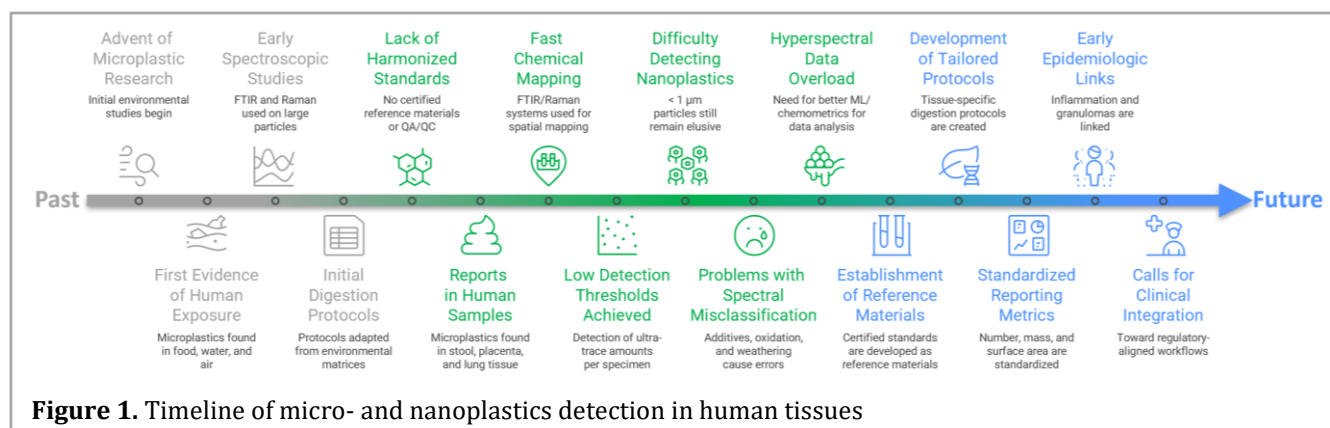 Advent of
Microplastic
Research
Initial environmental
studies begin
Early
Spectroscopic
Studies
FTIR and Raman
used on large
particles
Lack of
Harmonized
Standards
No certified
reference materials
or QA/QC
Fast
Chemical
Mapping
FTIR/Raman
systems used for
spatial mapping
Difficulty
Detecting
Nanoplastics
< 1 µm
particles still
remain elusive
Hyperspectral
Data
Overload
Need for better ML/
chemometrics for
data analysis
Development
of Tailored
Protocols
Tissue-specific
digestion protocols
are created
Early
Epidemiologic
Links
Inflammation and
granulomas are
linked
Past
Future
First Evidence
of Human
Exposure
Microplastics found
in food, water, and
air
Initial
Digestion
Protocols
Protocols adapted
from environmental
matrices
Reports
in Human
Samples
Microplastics found
in stool, placenta,
and lung tissue
Low Detection
Thresholds
Achieved
Detection of ultra-
trace amounts
per specimen
Problems with
Spectral
Misclassification
Additives, oxidation,
and weathering
cause errors
Establishment
of Reference
Materials
Certified standards
are developed as
reference materials
Standardized
Reporting
Metrics
Number, mass, and
surface area are
standardized
Calls for
Clinical
Integration
Toward regulatory-
aligned workflows
Figure 1. Timeline of micro- and nanoplastics detection in human tissues